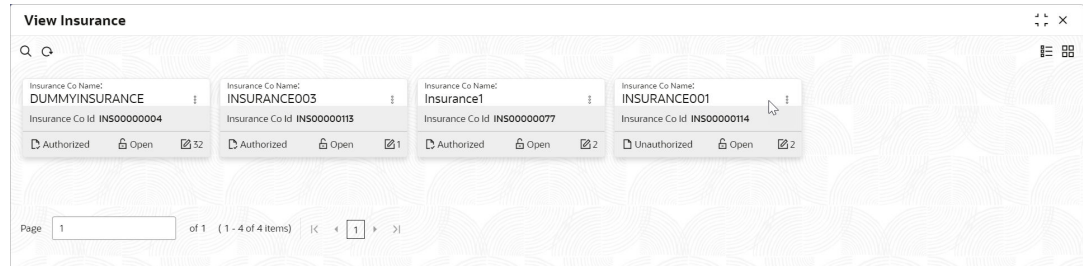 View Insurance
Insurance Co Name:
DUMMYINSURANCE
Insurance Co Id INS00000004
Authorized Open 32
Insurance Co Name:
INSURANCE003
Insurance Co Id INS00000113
Authorized Open 1
Insurance Co Name:
Insurance1
Insurance Co Id INS00000077
Authorized Open 2
Insurance Co Name:
INSURANCE001
Insurance Co Id INS00000114
Unauthorized Open 2
Page 1 of 1 (1 - 4 of 4 items) 1